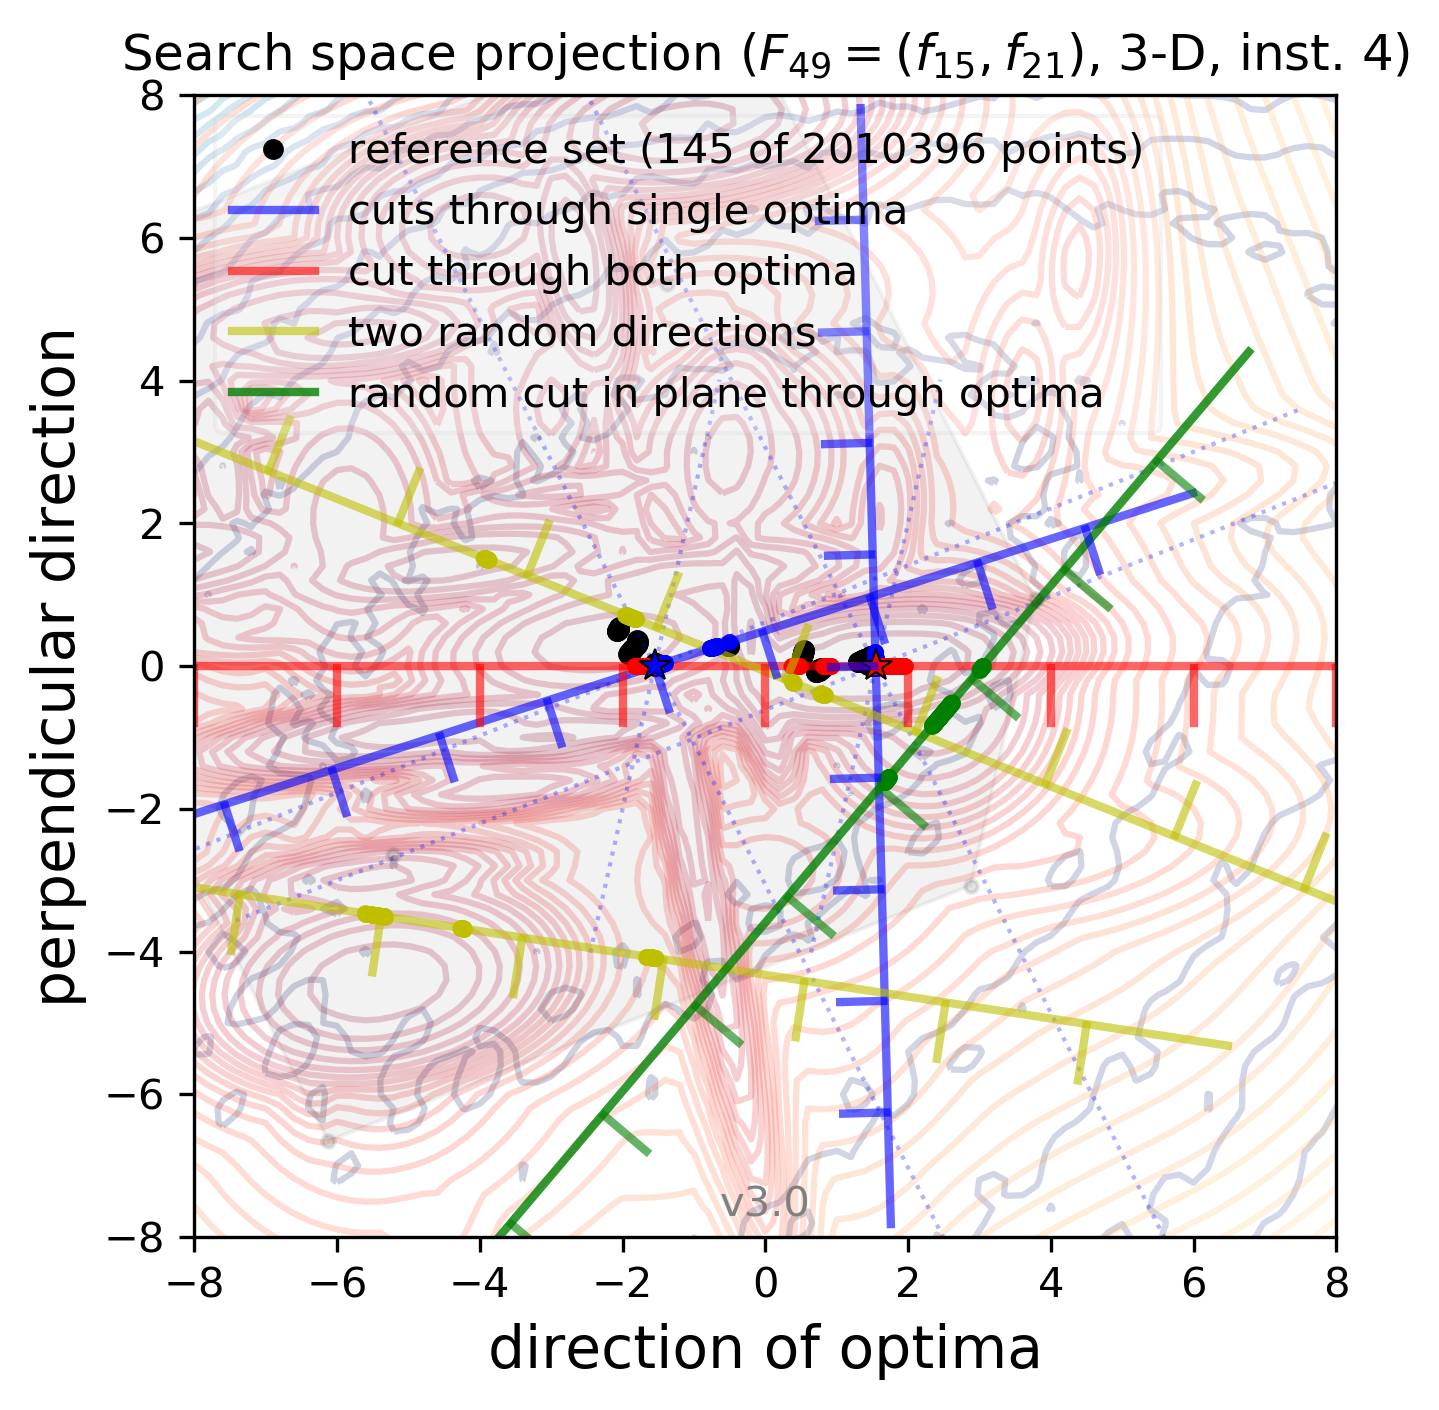 Search space projection (F₄₉ = (f₁₅, f₂₁), 3-D, inst. 4)
reference set (145 of 2010396 points)
cuts through single optima
cut through both optima
two random directions
random cut in plane through optima
perpendicular direction
8
6
4
2
0
−2
−4
−6
−8
v3.0
−8 −6 −4 −2 0 2 4 6 8
direction of optima